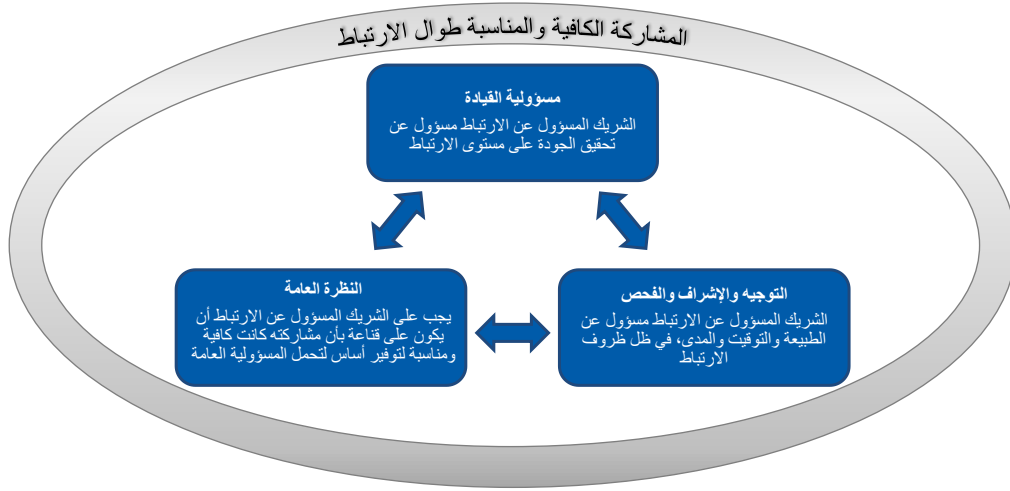 المشاركة الكافية والمناسبة طوال الارتباط
مسؤولية القيادة
الشريك المسؤول عن الارتباط مسؤول عن
تحقيق الجودة على مستوى الارتباط
التوجيه والإشراف والفحص
الشريك المسؤول عن الارتباط مسؤول عن
الطبيعة والتوقيت والمدى، في ظل ظروف
الارتباط
النظرة العامة
يجب على الشريك المسؤول عن الارتباط أن
يكون على قناعة بأن مشاركته كانت كافية
ومناسبة لتوفير أساس لتحمل المسؤولية العامة